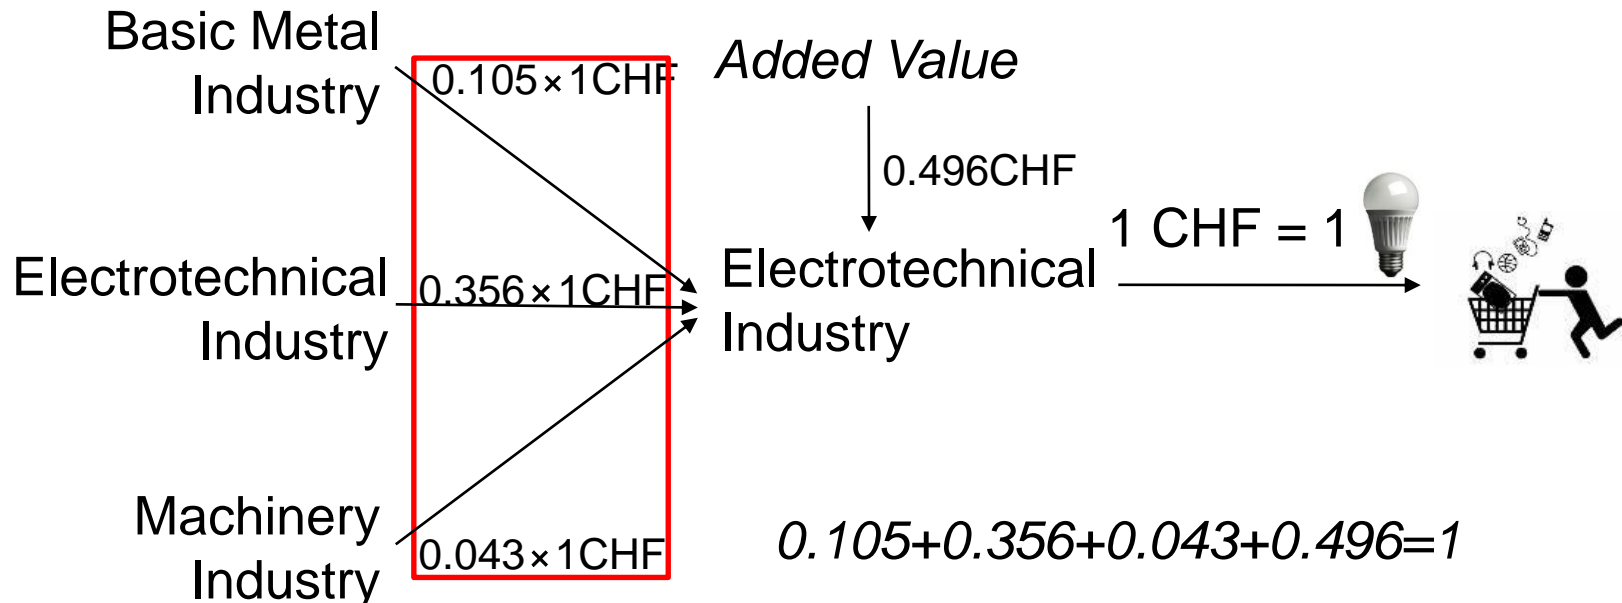 Basic Metal
Industry
0.105×1CHF
Added Value
0.496CHF
1 CHF = 1
Electrotechnical
Industry
0.356×1CHF
Electrotechnical
Industry
Machinery
Industry
0.043×1CHF
0.105+0.356+0.043+0.496=1